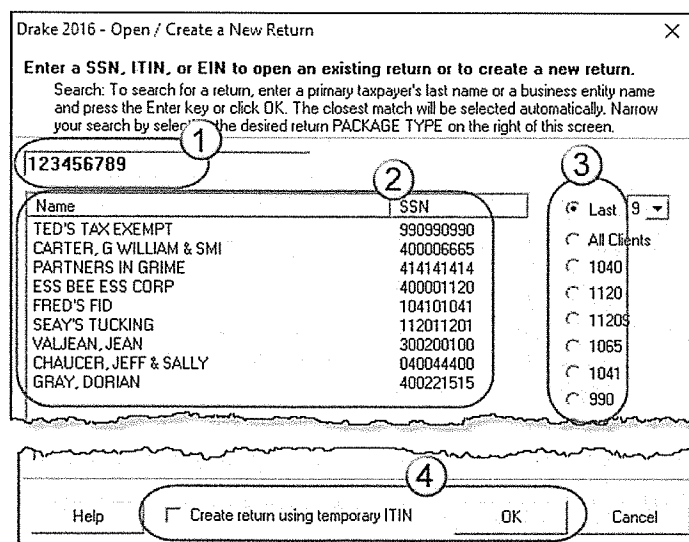 Drake 2016 - Open / Create a New Return
Enter a SSN, ITIN, or EIN to open an existing return or to create a new return.
Search: To search for a return, enter a primary taxpayer's last name or a business entity name
and press the Enter key or click OK. The closest match will be selected automatically. Narrow
your search by the desired return PACKAGE TYPE on the right of this screen.
1
123456789
2
3
Name SSN
TED'S TAX EXEMPT 990990990
CARTER, G WILLIAM & SMI 400006665
PARTNERS IN GRIME 414141414
ESS BEE ESS CORP 400001120
FRED'S FID 104101041
SEAY'S TUCKING 112011201
VALJEAN, JEAN 300200100
CHAUCER, JEFF & SALLY 040044400
GRAY, DORIAN 400221515
Last 9
All Clients
1040
1120
1120S
1065
1041
990
4
Help Create return using temporary ITIN OK Cancel